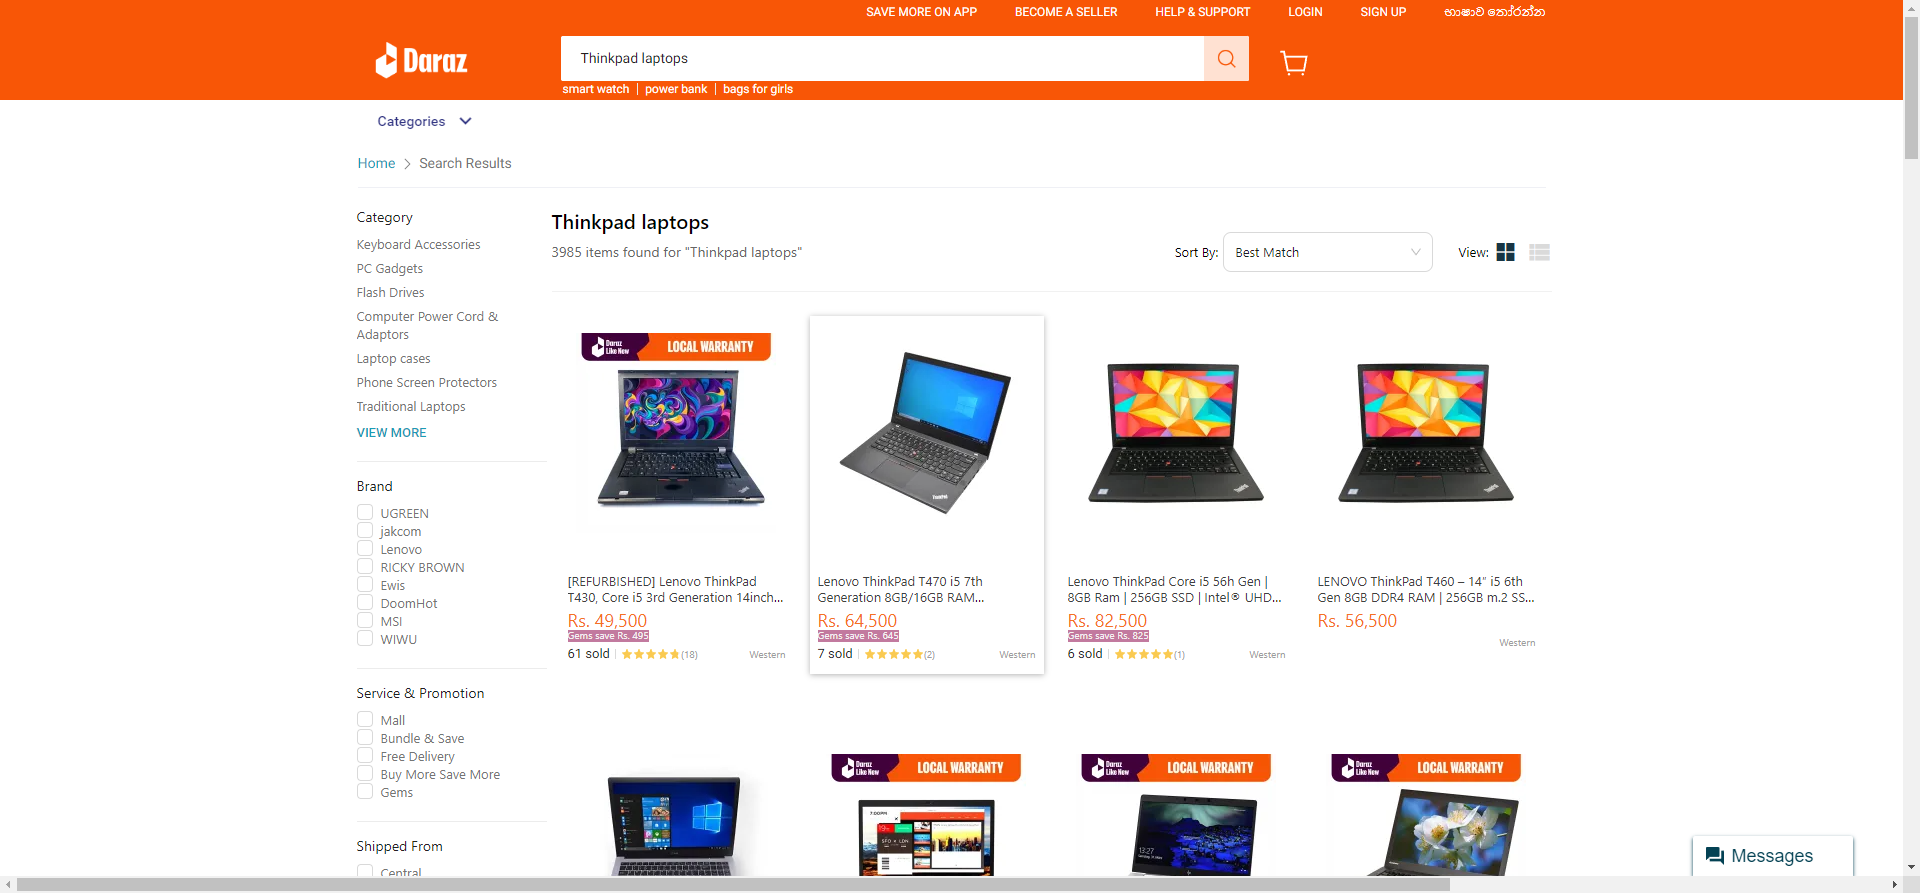 SAVE MORE ON APP
BECOME A SELLER
HELP & SUPPORT
LOGIN
SIGN UP
භාෂාව තෝරන්න
Daraz
Thinkpad laptops
smart watch
power bank
bags for girls
Categories
Home
Search Results
Category
Keyboard Accessories
PC Gadgets
Flash Drives
Computer Power Cord &
Adaptors
Laptop cases
Phone Screen Protectors
Traditional Laptops
VIEW MORE
Brand
UGREEN
jakcom
Lenovo
RICKY BROWN
Ewis
DoomHot
MSI
WIWU
Service & Promotion
Mall
Bundle & Save
Free Delivery
Buy More Save More
Gems
Shipped From
Central
Thinkpad laptops
3985 items found for "Thinkpad laptops"
Sort By:
Best Match
View:
Daraz
Like New
LOCAL WARRANTY
[REFURBISHED] Lenovo ThinkPad
T430, Core i5 3rd Generation 14inch...
Rs. 49,500
Gems save Rs. 495
61 sold
(18)
Western
Lenovo ThinkPad T470 i5 7th
Generation 8GB/16GB RAM...
Rs. 64,500
Gems save Rs. 645
7 sold
(2)
Western
Lenovo ThinkPad Core i5 56h Gen |
8GB Ram | 256GB SSD | Intel® UHD...
Rs. 82,500
Gems save Rs. 825
6 sold
(1)
Western
LENOVO ThinkPad T460 – 14” i5 6th
Gen 8GB DDR4 RAM | 256GB m.2 SS...
Rs. 56,500
Western
Daraz
Like New
LOCAL WARRANTY
SFO ▸ LDN
Daraz
Like New
LOCAL WARRANTY
13:27
Daraz
Like New
LOCAL WARRANTY
Messages